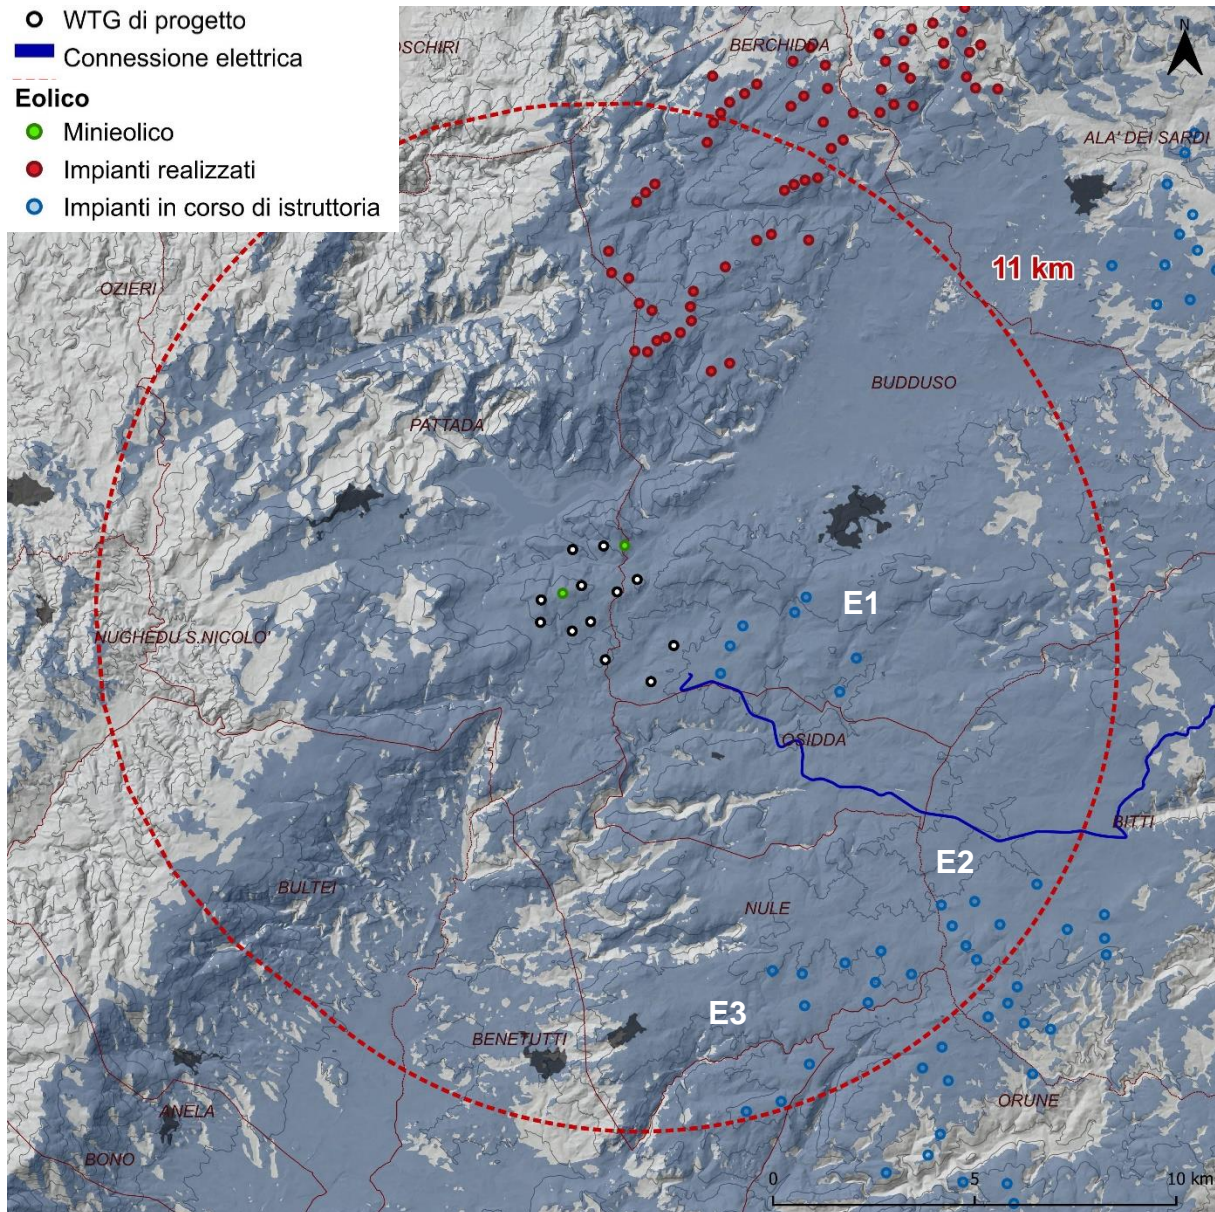 WTG di progetto
Connessione elettrica
Eolico
Minieolico
Impianti realizzati
Impianti in corso di istruttoria
OSCHIRI
BERCHIDDA
N
ALA' DEI SARDI
11 km
OZIERI
BUDDUSO
PATTADA
E1
NUGHEDU S.NICOLO'
OSIDDA
BITTI
E2
BULTEI
NULE
E3
BENETUTTI
ANELA
ORUNE
BONO
0 5 10 km